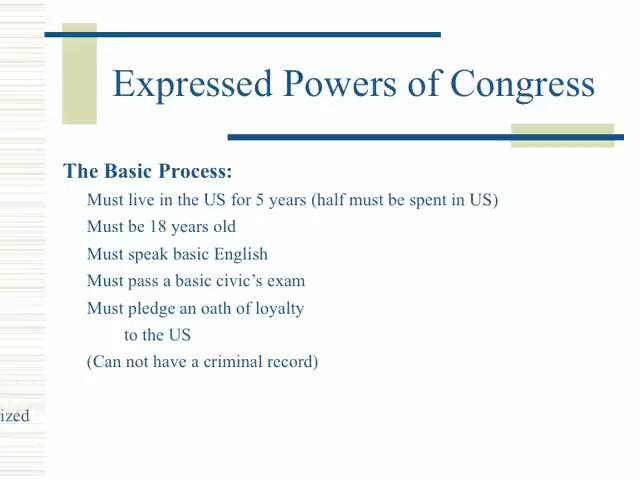 Expressed Powers of Congress
The Basic Process:
Must live in the US for 5 years (half must be spent in US)
Must be 18 years old
Must speak basic English
Must pass a basic civic's exam
Must pledge an oath of loyalty
to the US
(Can not have a criminal record)
ized